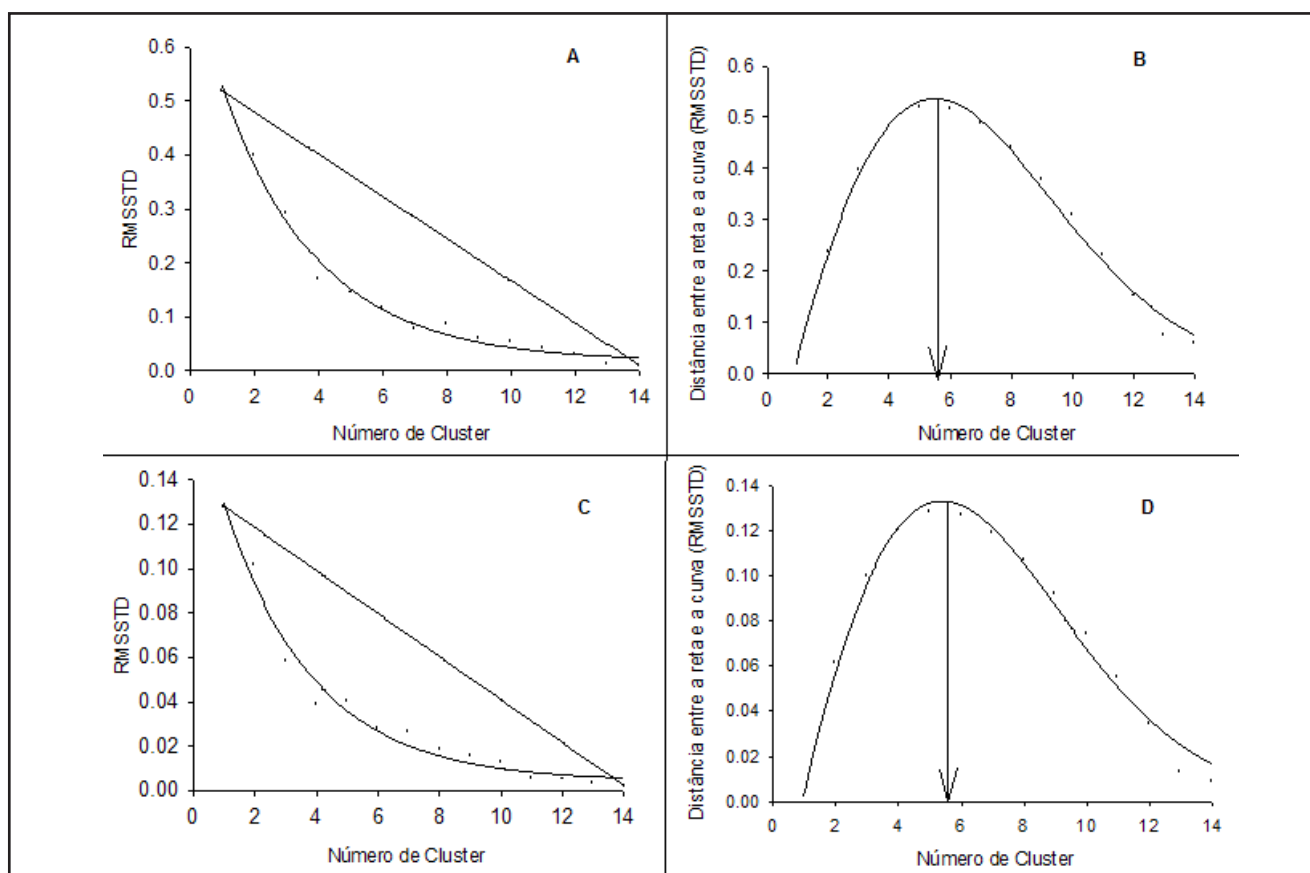 A
0.6
0.5
0.4
0.3
0.2
0.1
0.0
RMSSTD
0 2 4 6 8 10 12 14
Número de Cluster
B
0.6
0.5
0.4
0.3
0.2
0.1
0.0
Distância entre a reta e a curva (RMSSTD)
0 2 4 6 8 10 12 14
Número de Cluster
C
0.14
0.12
0.10
0.08
0.06
0.04
0.02
0.00
RMSSTD
0 2 4 6 8 10 12 14
Número de Cluster
D
0.14
0.12
0.10
0.08
0.06
0.04
0.02
0.00
Distância entre a reta e a curva (RMSSTD)
0 2 4 6 8 10 12 14
Número de Cluster